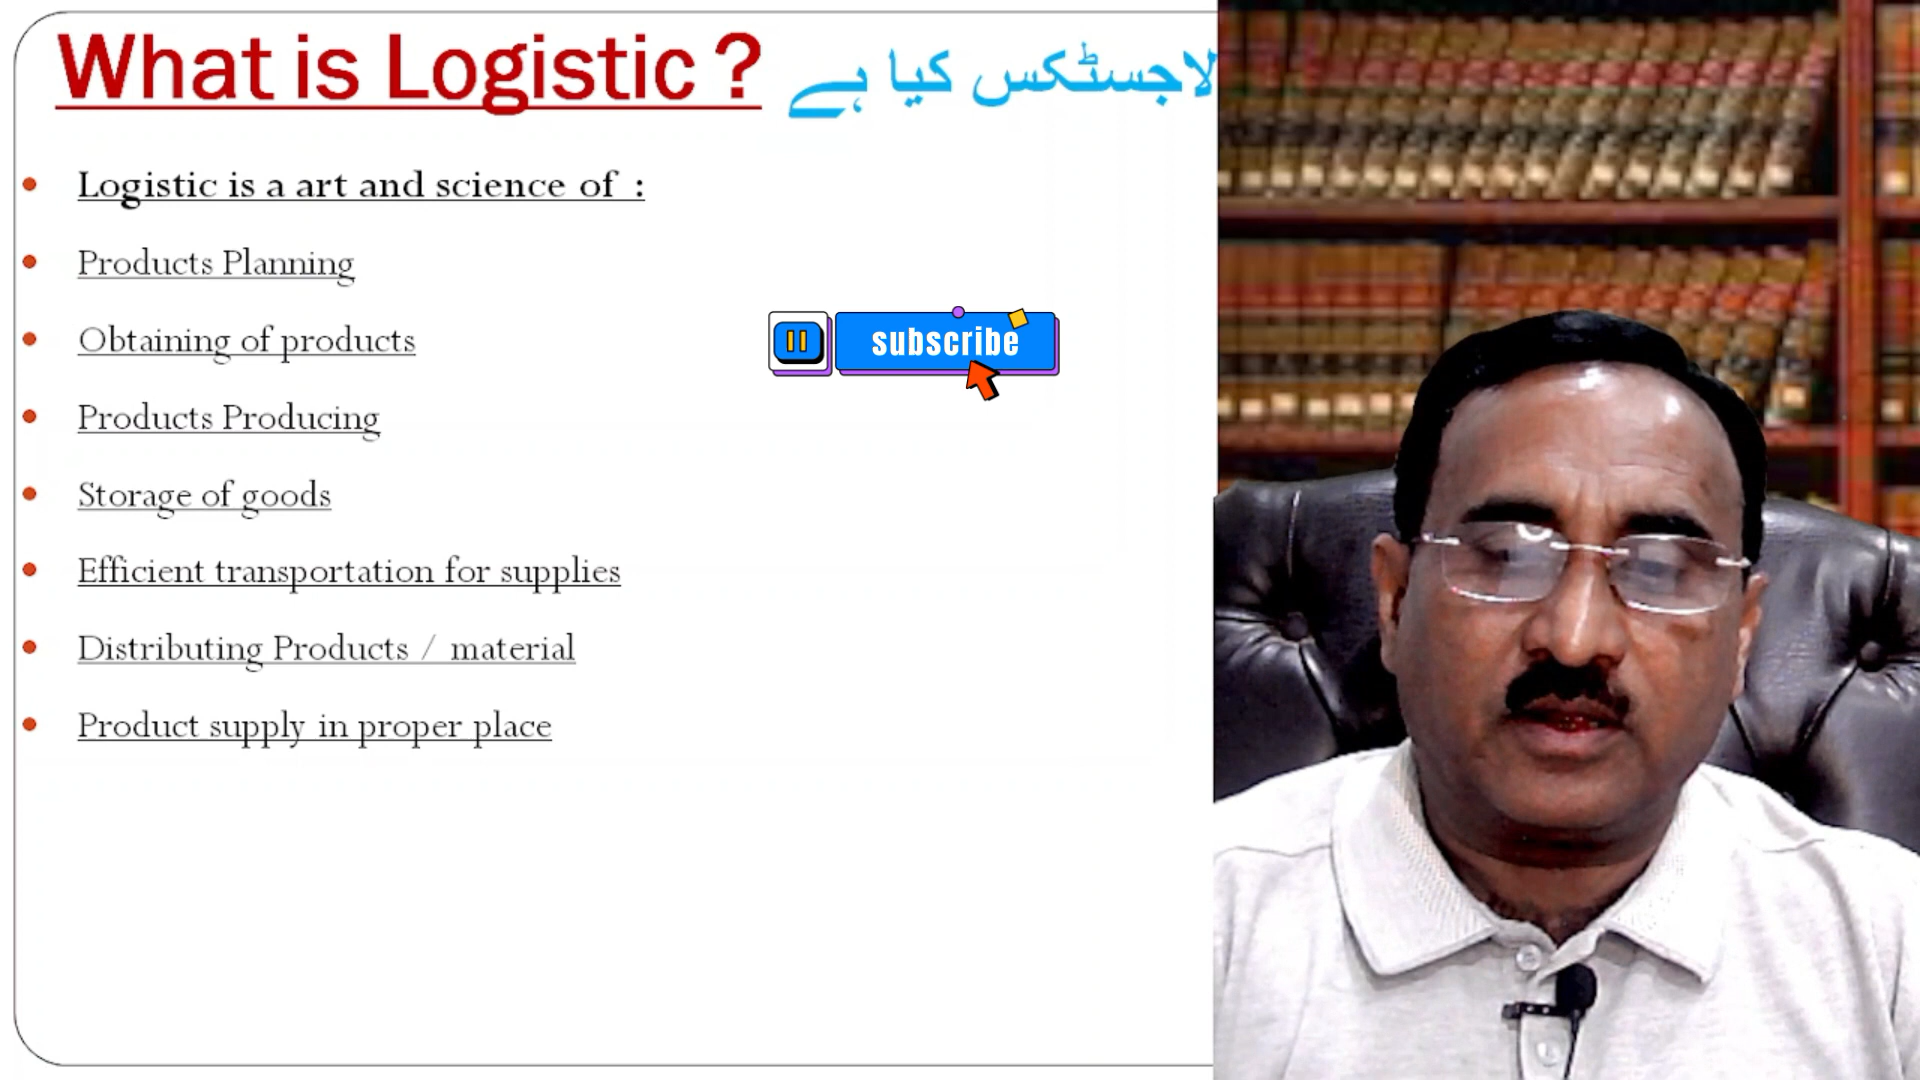 What is Logistic ? لاجسٹکس کیا ہے
Logistic is a art and science of :
Products Planning
Obtaining of products
subscribe
Products Producing
Storage of goods
Efficient transportation for supplies
Distributing Products / material
Product supply in proper place